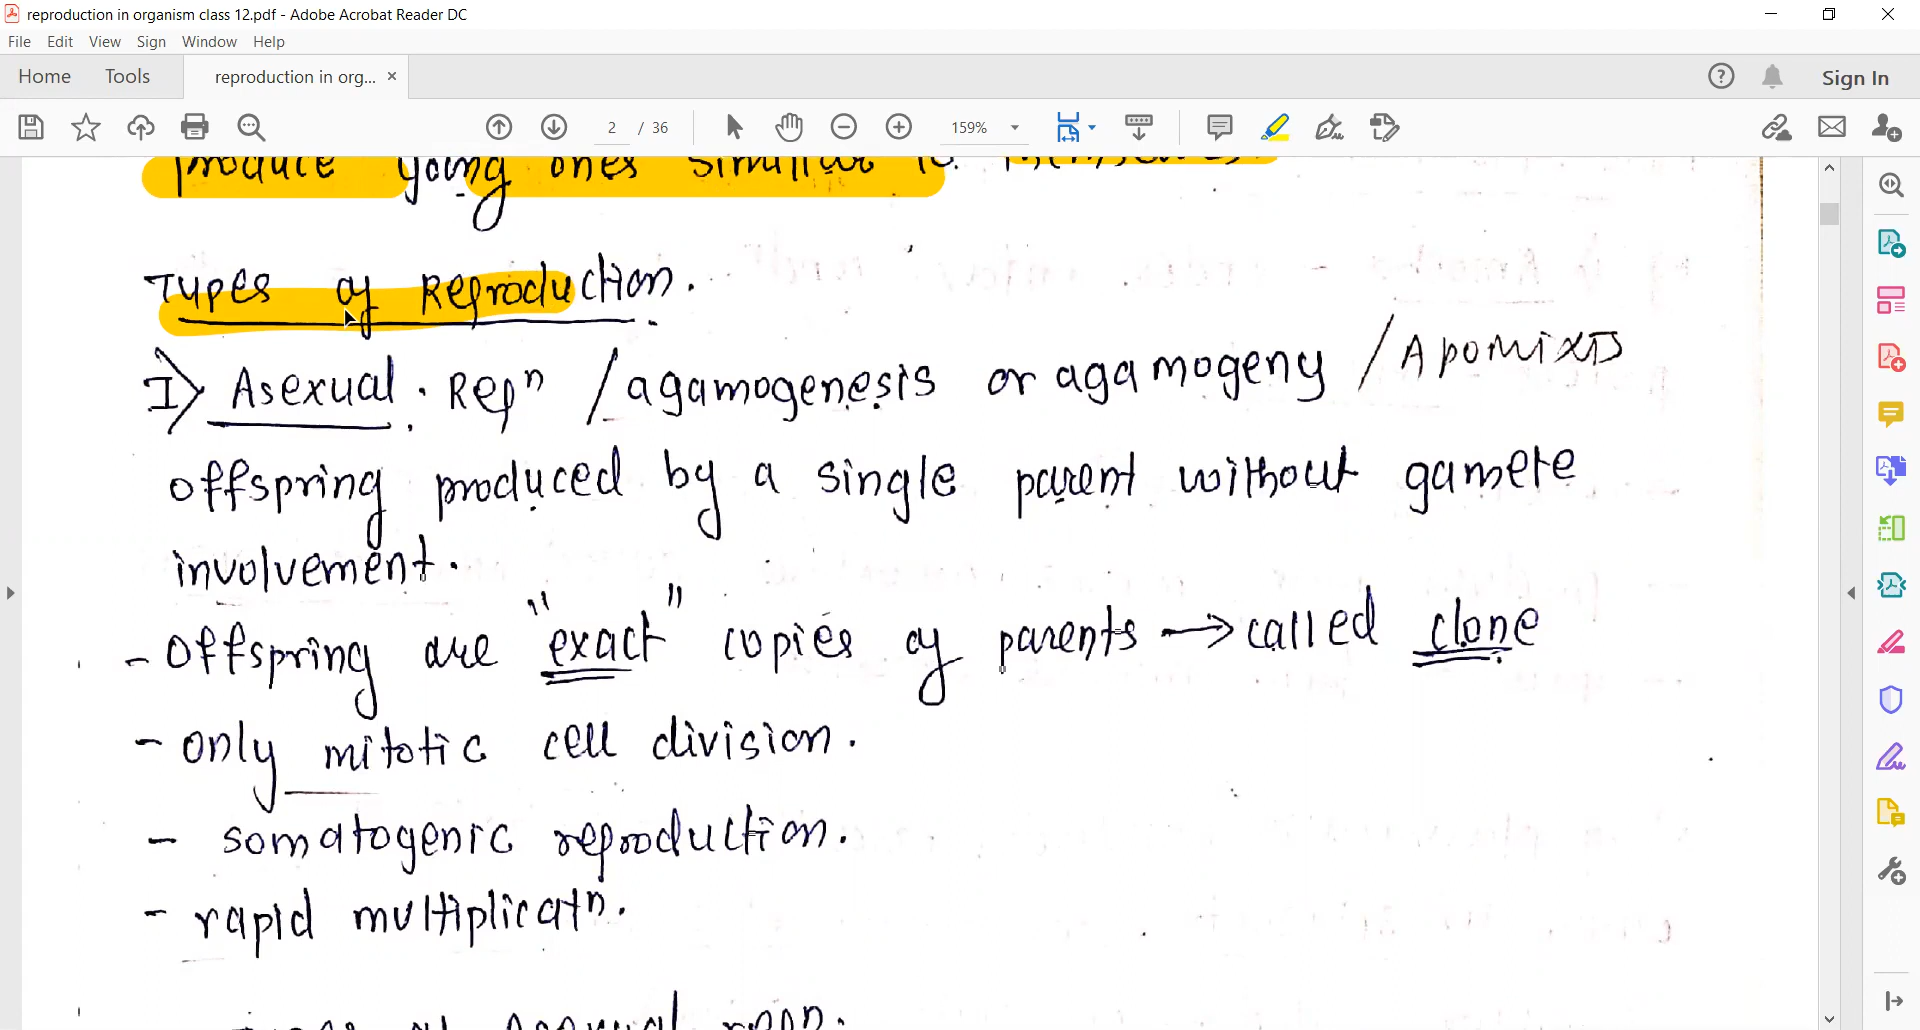 reproduction in organism class 12.pdf - Adobe Acrobat Reader DC
File Edit View Sign Window Help
Home Tools reproduction in org... × Sign In
2 / 36 159%
produce young ones
Types of Reproduction.
I) Asexual. Repn / agamogenesis or agamogeny / Apomixis
offspring produced by a single parent without gamete
involvement.
- offspring are "exact" copies of parents → called clone
- only mitotic cell division.
- somatogenic reproduction.
- rapid multiplicatn.